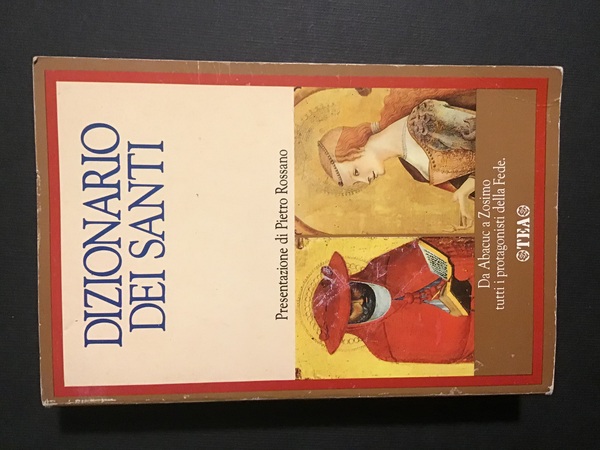 DIZIONARIO
DEI SANTI
Presentazione di Pietro Rossano
Da Abacuc a Zosimo
tutti i protagonisti della Fede.
TEA